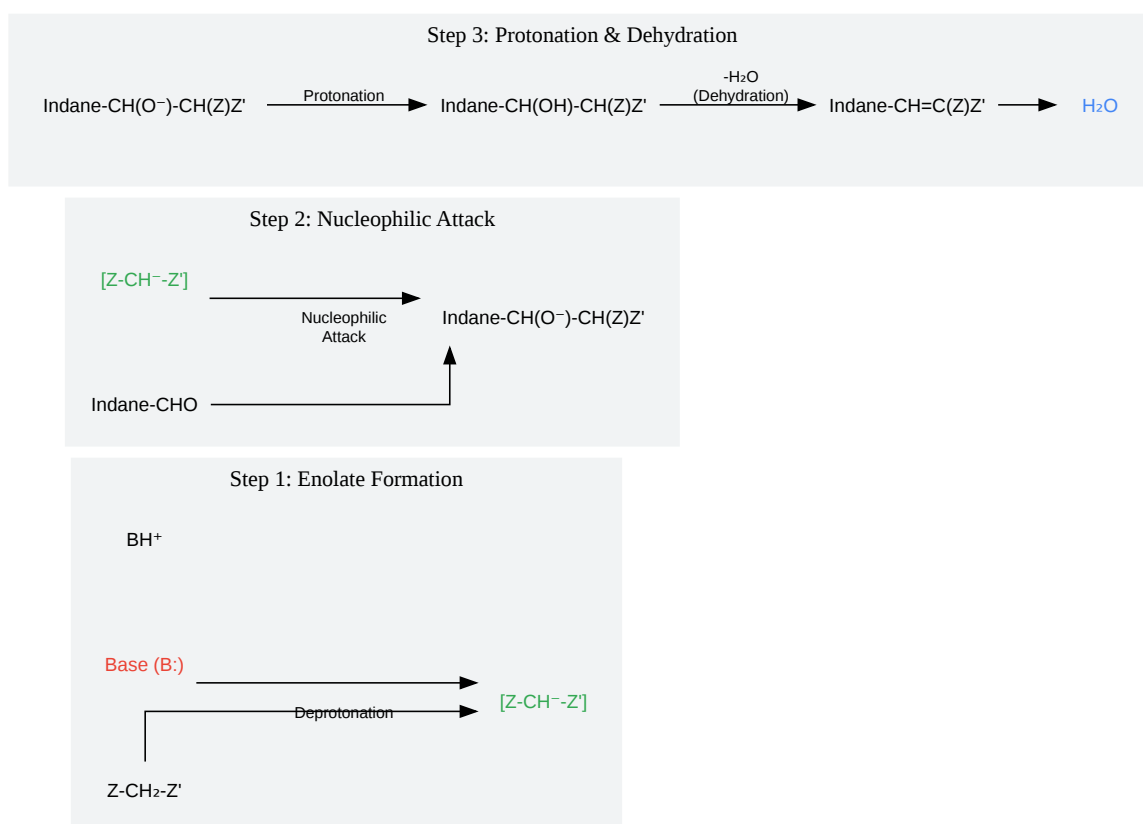 Step 3: Protonation & Dehydration
Indane-CH(O⁻)-CH(Z)Z'
Protonation
Indane-CH(OH)-CH(Z)Z'
-H₂O
(Dehydration)
Indane-CH=C(Z)Z'
H₂O
Step 2: Nucleophilic Attack
[Z-CH⁻-Z']
Nucleophilic
Attack
Indane-CH(O⁻)-CH(Z)Z'
Indane-CHO
Step 1: Enolate Formation
BH⁺
Base (B:)
[Z-CH⁻-Z']
Deprotonation
Z-CH₂-Z'